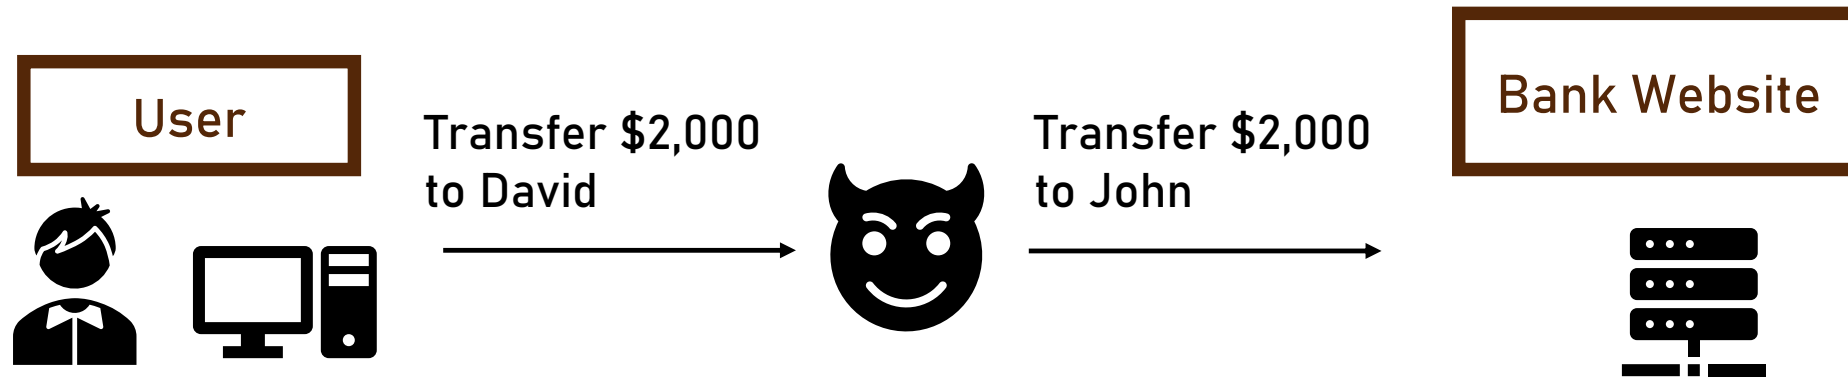 User
Transfer $2,000
to David
Transfer $2,000
to John
Bank Website